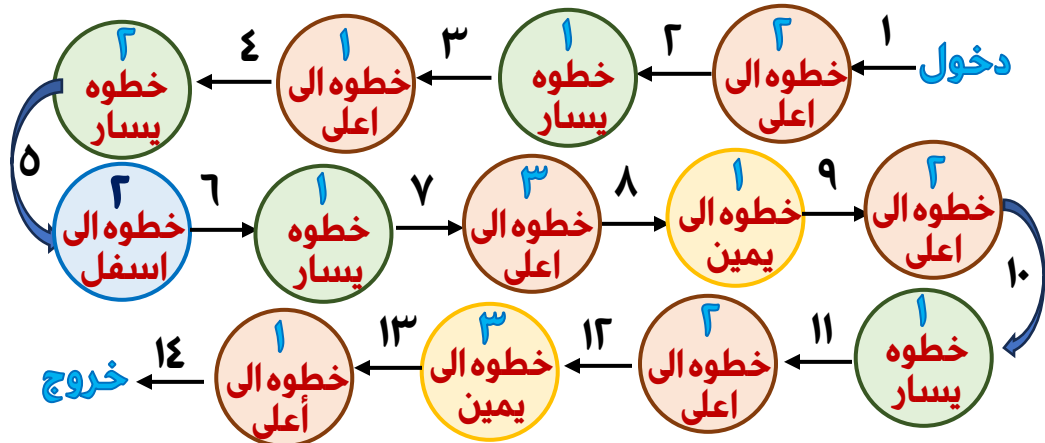 دخول
١
٢
خطوه الى
اعلى
٢
١
خطوه
يسار
٣
١
خطوه الى
اعلى
٤
٢
خطوه
يسار
٥
٢
خطوه الى
اسفل
٦
١
خطوه
يسار
٧
٣
خطوه الى
اعلى
٨
١
خطوه الى
يمين
٩
٢
خطوه الى
اعلى
١٠
١
خطوه
يسار
١١
٢
خطوه الى
اعلى
١٢
٣
خطوه الى
يمين
١٣
١
خطوه الى
أعلى
١٤
خروج